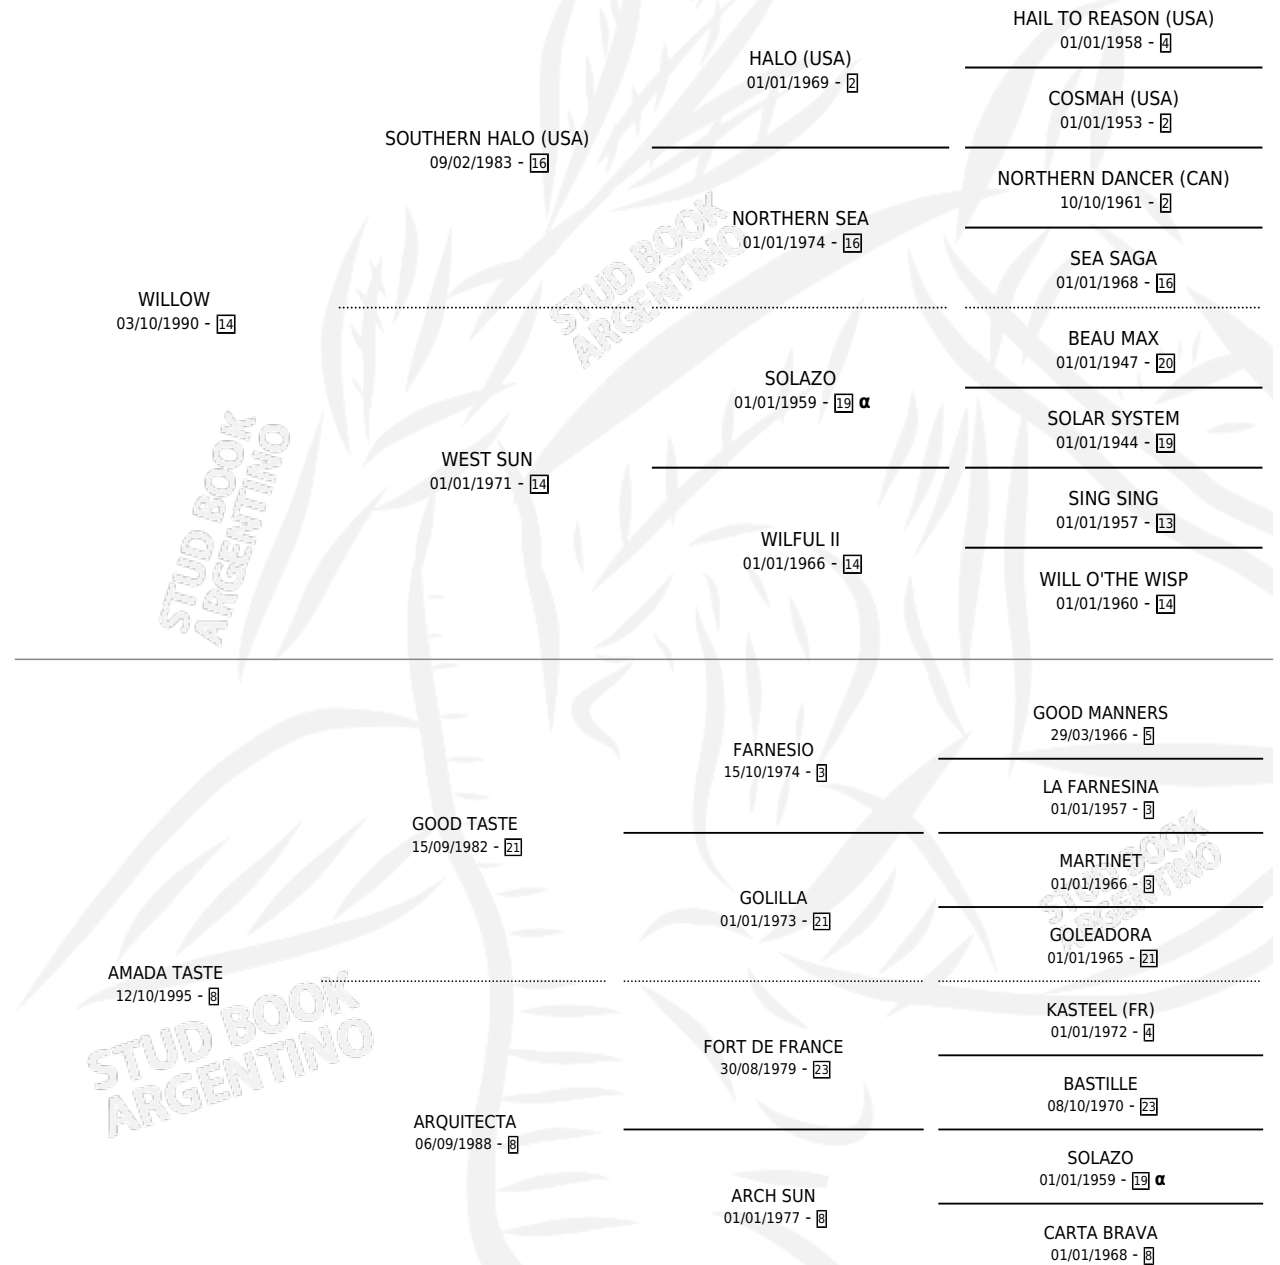 HAIL TO REASON (USA)
01/01/1958 - 4
HALO (USA)
01/01/1969 - 2
COSMAH (USA)
01/01/1953 - 2
SOUTHERN HALO (USA)
09/02/1983 - 16
NORTHERN DANCER (CAN)
10/10/1961 - 2
NORTHERN SEA
01/01/1974 - 16
SEA SAGA
01/01/1968 - 16
STUD BOOK
ARGENTINO
WILLOW
03/10/1990 - 14
BEAU MAX
01/01/1947 - 20
SOLAZO
01/01/1959 - 19 α
SOLAR SYSTEM
01/01/1944 - 19
WEST SUN
01/01/1971 - 14
STUD BOOK
ARGENTINO
SING SING
01/01/1957 - 13
WILFUL II
01/01/1966 - 14
WILL O'THE WISP
01/01/1960 - 14
GOOD MANNERS
29/03/1966 - 5
FARNESIO
15/10/1974 - 3
LA FARNESINA
01/01/1957 - 3
GOOD TASTE
15/09/1982 - 21
MARTINET
01/01/1966 - 3
STUD BOOK
ARGENTINO
GOLILLA
01/01/1973 - 21
GOLEADORA
01/01/1965 - 21
AMADA TASTE
12/10/1995 - 8
STUD BOOK
ARGENTINO
KASTEEL (FR)
01/01/1972 - 4
FORT DE FRANCE
30/08/1979 - 23
BASTILLE
08/10/1970 - 23
ARQUITECTA
06/09/1988 - 8
SOLAZO
01/01/1959 - 19 α
ARCH SUN
01/01/1977 - 8
CARTA BRAVA
01/01/1968 - 8